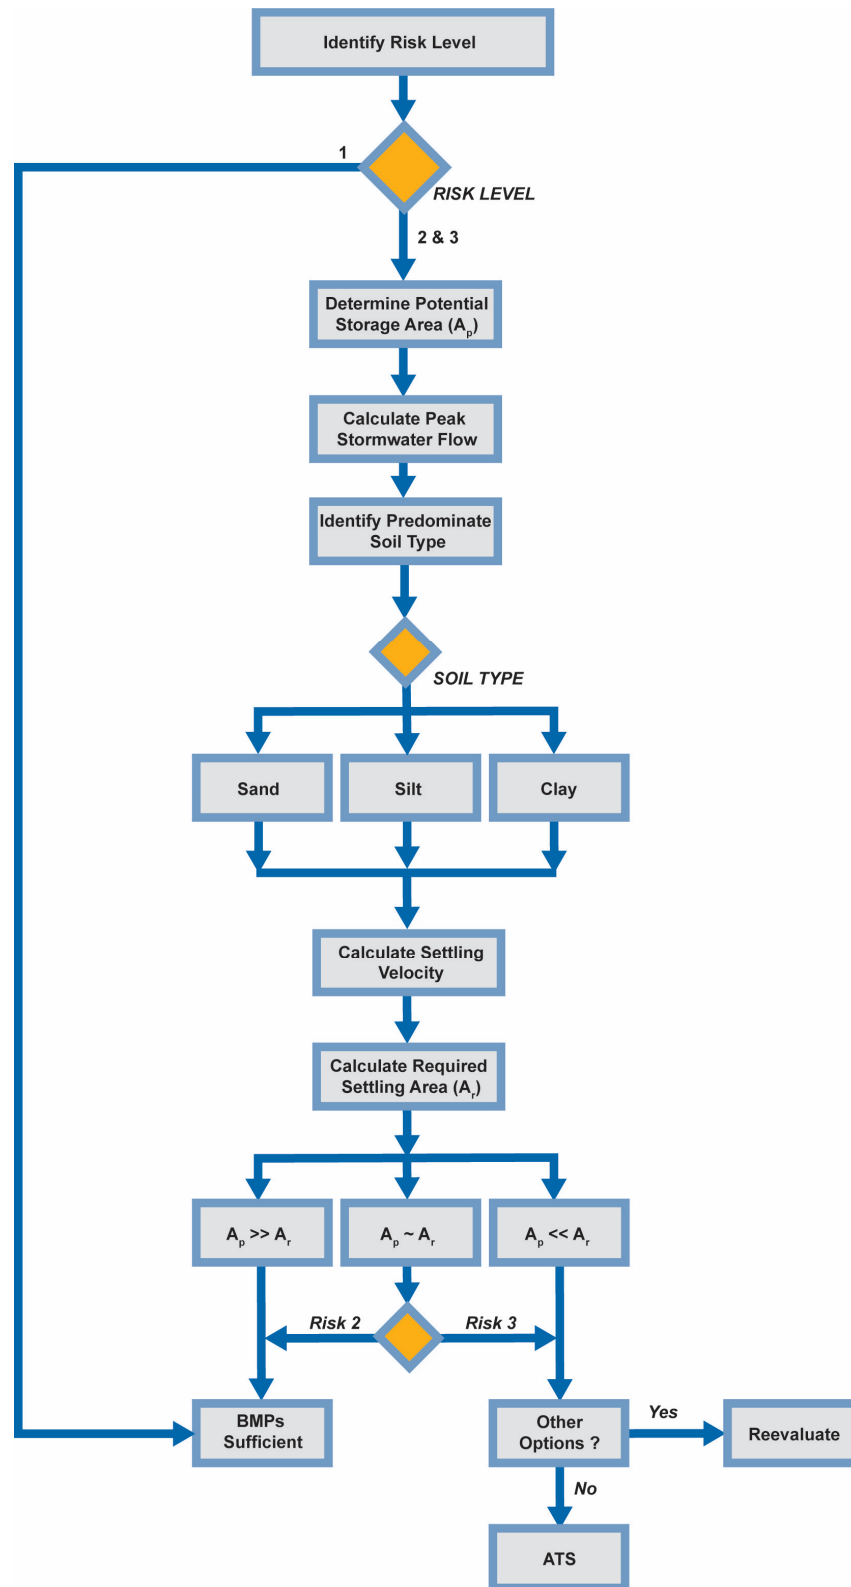 Identify Risk Level
1
RISK LEVEL
2 & 3
Determine Potential
Storage Area (Ap)
Calculate Peak
Stormwater Flow
Identify Predominate
Soil Type
SOIL TYPE
Sand
Silt
Clay
Calculate Settling
Velocity
Calculate Required
Settling Area (Ar)
Ap >> Ar
Ap ~ Ar
Ap << Ar
Risk 2
Risk 3
BMPs
Sufficient
Other
Options ?
Yes
Reevaluate
No
ATS